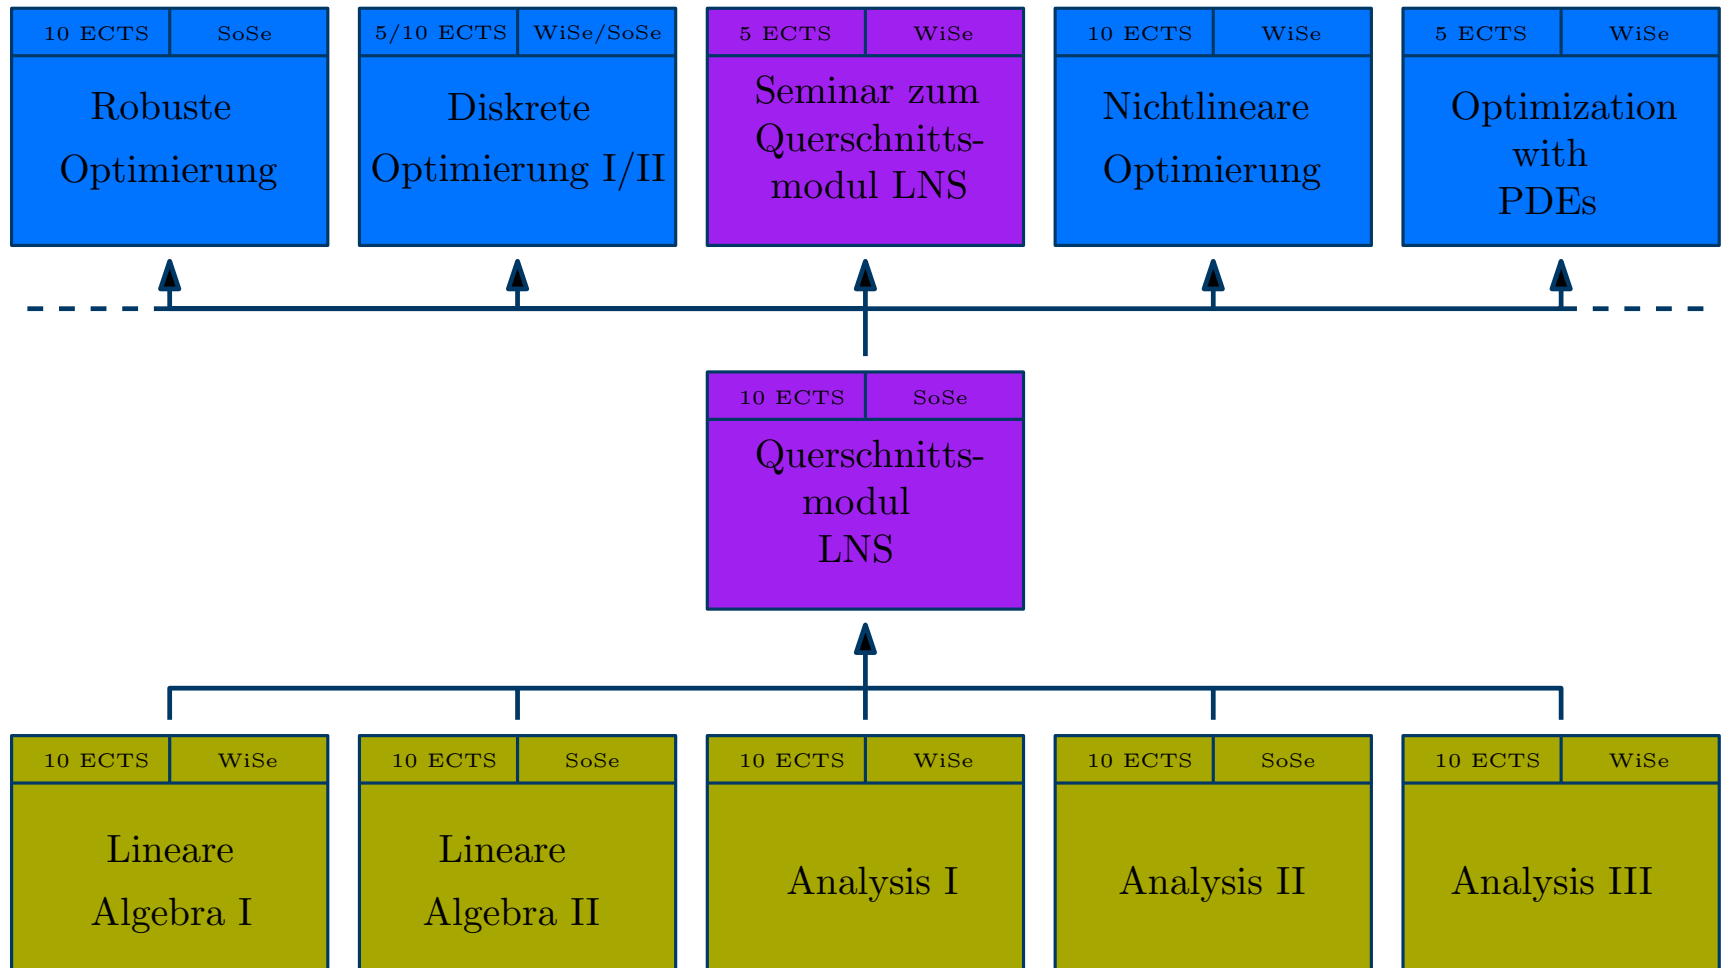 10 ECTS SoSe
Robuste
Optimierung
5/10 ECTS WiSe/SoSe
Diskrete
Optimierung I/II
5 ECTS WiSe
Seminar zum
Querschnitts-
modul LNS
10 ECTS WiSe
Nichtlineare
Optimierung
5 ECTS WiSe
Optimization
with
PDEs
10 ECTS SoSe
Querschnitts-
modul
LNS
10 ECTS WiSe
Lineare
Algebra I
10 ECTS SoSe
Lineare
Algebra II
10 ECTS WiSe
Analysis I
10 ECTS SoSe
Analysis II
10 ECTS WiSe
Analysis III